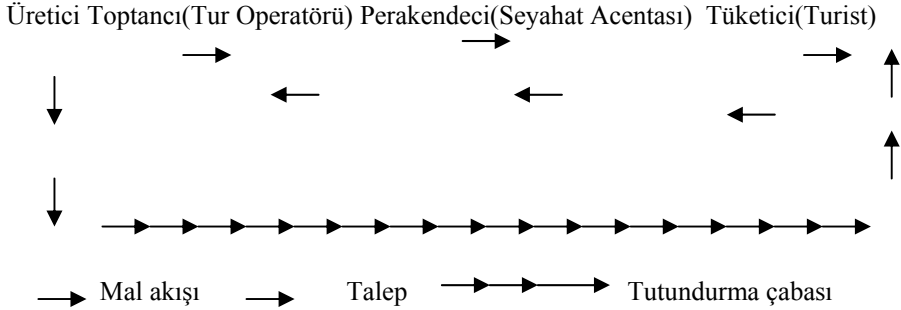 Üretici Toptancı(Tur Operatörü) Perakendeci(Seyahat Acentası) Tüketici(Turist)
Mal akışı Talep Tutundurma çabası